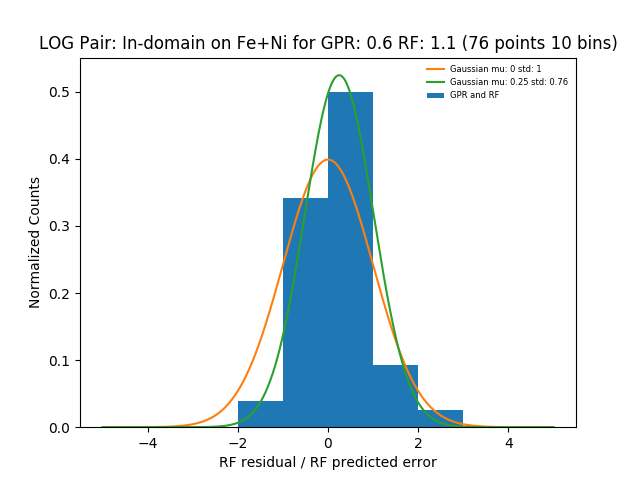 LOG Pair: In-domain on Fe+Ni for GPR: 0.6 RF: 1.1 (76 points 10 bins)
Gaussian mu: 0 std: 1
Gaussian mu: 0.25 std: 0.76
GPR and RF
Normalized Counts
0.5
0.4
0.3
0.2
0.1
0.0
−4 −2 0 2 4
RF residual / RF predicted error